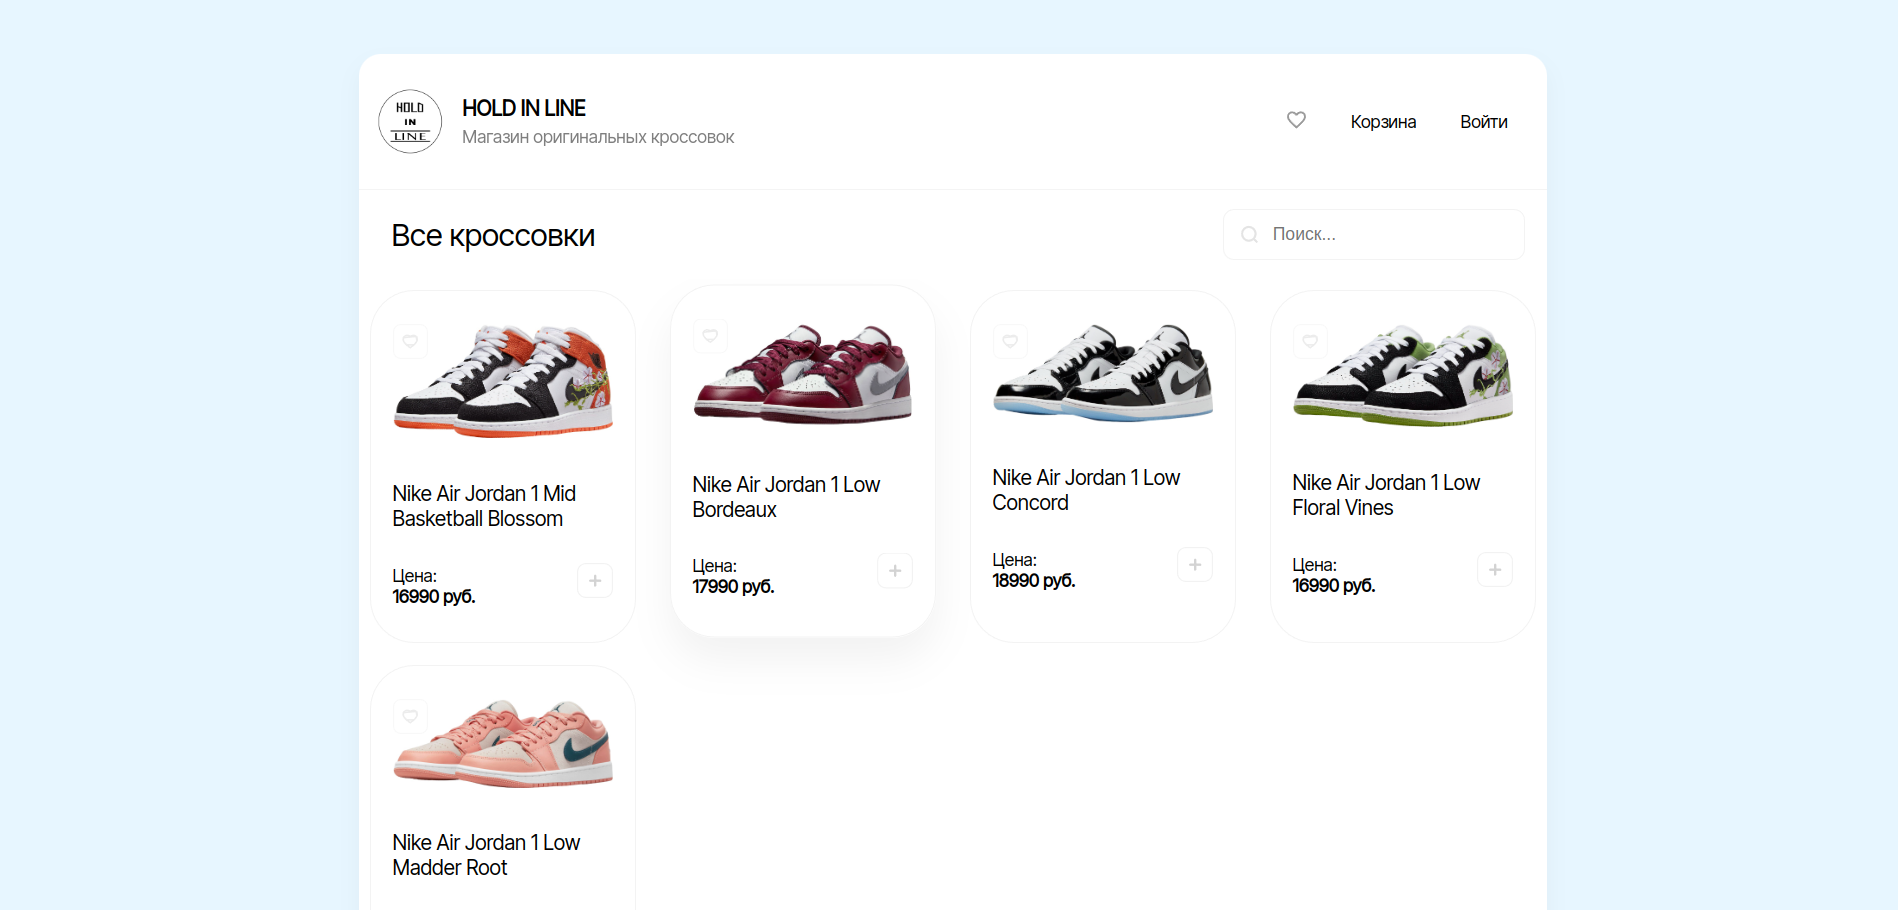 HOLD
IN
LINE
HOLD IN LINE
Магазин оригинальных кроссовок
Корзина
Войти
Все кроссовки
Поиск...
Nike Air Jordan 1 Mid
Basketball Blossom
Цена:
16990 руб.
Nike Air Jordan 1 Low
Bordeaux
Цена:
17990 руб.
Nike Air Jordan 1 Low
Concord
Цена:
18990 руб.
Nike Air Jordan 1 Low
Floral Vines
Цена:
16990 руб.
Nike Air Jordan 1 Low
Madder Root